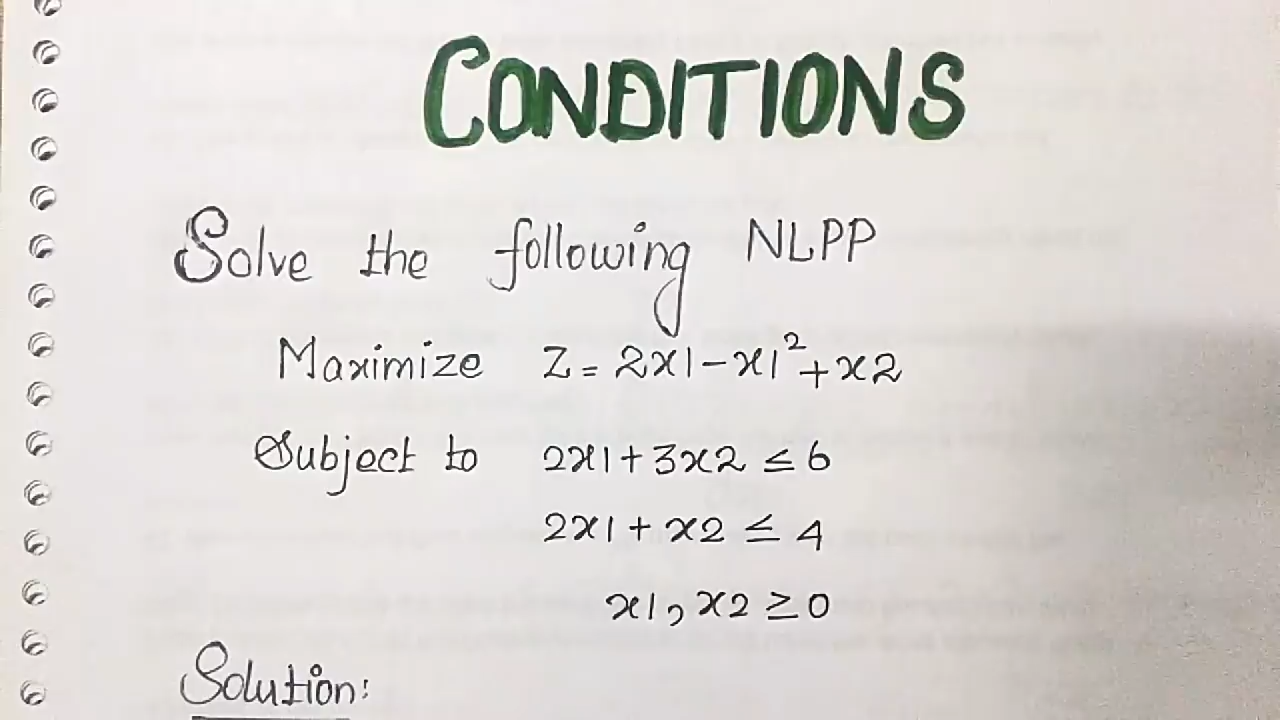 CONDITIONS
Solve the following NLPP
Maximize Z = 2x1 - x1² + x2
Subject to 2x1 + 3x2 ≤ 6
2x1 + x2 ≤ 4
x1, x2 ≥ 0
Solution: